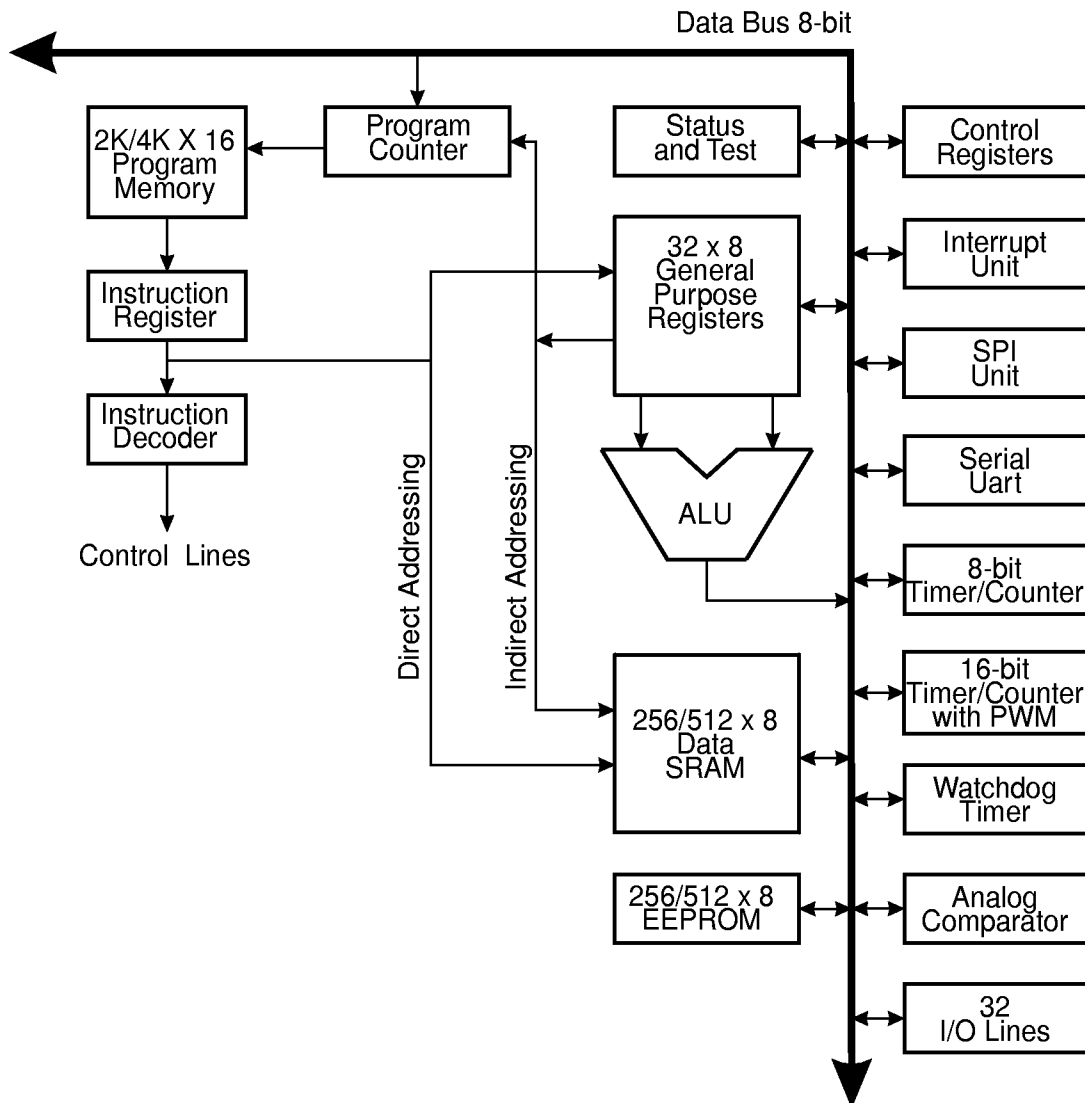 Data Bus 8-bit
2K/4K X 16
Program
Memory
Program
Counter
Status
and Test
Control
Registers
32 x 8
General
Purpose
Registers
Interrupt
Unit
Instruction
Register
SPI
Unit
Instruction
Decoder
Serial
Uart
ALU
Control Lines
Direct Addressing
Indirect Addressing
8-bit
Timer/Counter
16-bit
Timer/Counter
with PWM
256/512 x 8
Data
SRAM
Watchdog
Timer
256/512 x 8
EEPROM
Analog
Comparator
32
I/O Lines